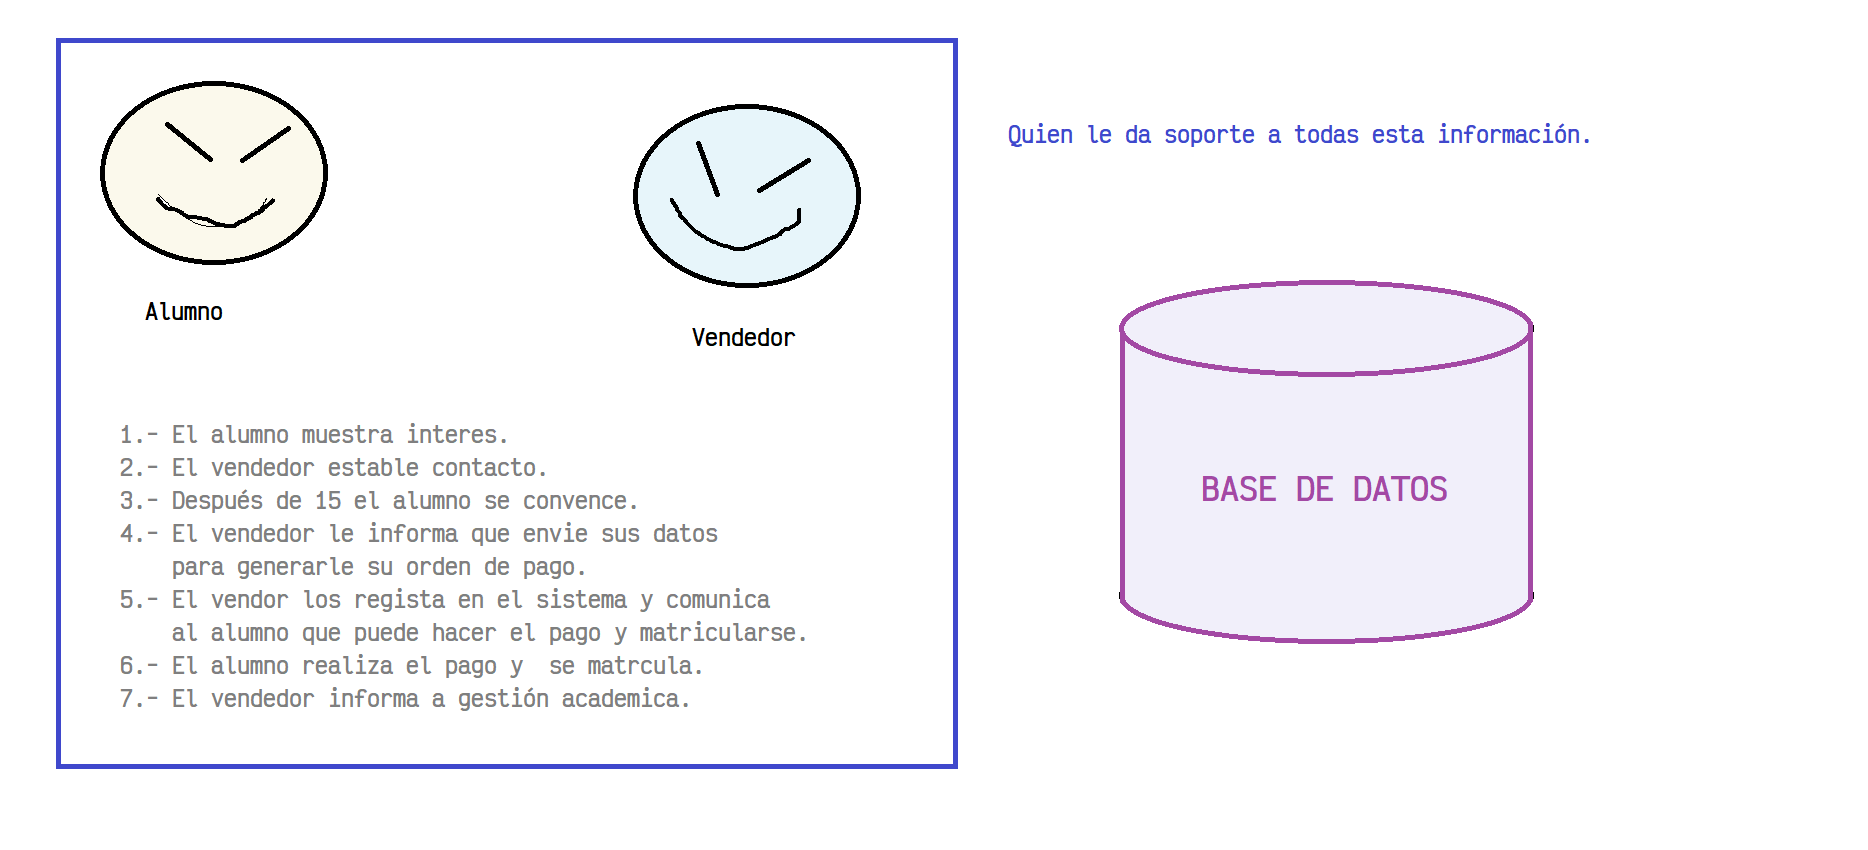 Alumno
Vendedor
1.- El alumno muestra interes.
2.- El vendedor estable contacto.
3.- Después de 15 el alumno se convence.
4.- El vendedor le informa que envie sus datos
para generarle su orden de pago.
5.- El vendor los regista en el sistema y comunica
al alumno que puede hacer el pago y matricularse.
6.- El alumno realiza el pago y  se matrcula.
7.- El vendedor informa a gestión academica.
Quien le da soporte a todas esta información.
BASE DE DATOS